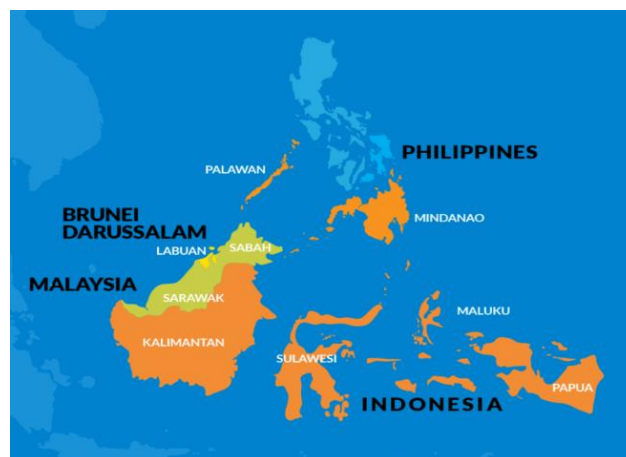 PHILIPPINES
PALAWAN
BRUNEI
DARUSSALAM
MINDANAO
LABUAN
SABAH
MALAYSIA
SARAWAK
MALUKU
KALIMANTAN
SULAWESI
PAPUA
INDONESIA